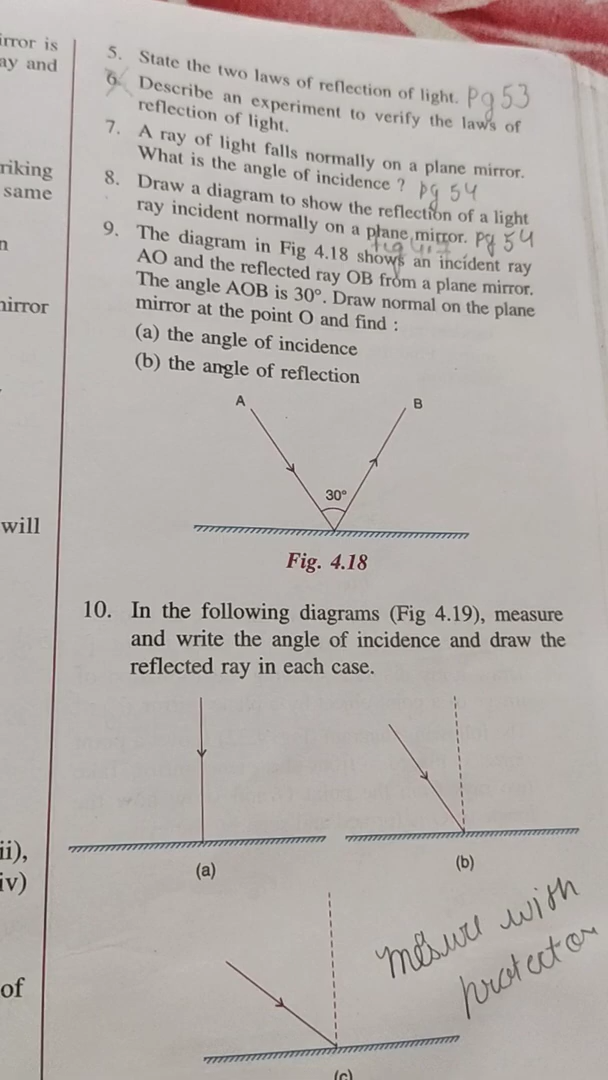 irror is
ay and
riking
same
n
nirror
will
ii),
iv)
of
5. State the two laws of reflection of light. Pg 53
6. Describe an experiment to verify the laws of
reflection of light.
7. A ray of light falls normally on a plane mirror.
What is the angle of incidence ? pg 54
8. Draw a diagram to show the reflection of a light
ray incident normally on a plane mirror. Pg 54
9. The diagram in Fig 4.18 shows an incident ray
AO and the reflected ray OB from a plane mirror.
The angle AOB is 30°. Draw normal on the plane
mirror at the point O and find :
(a) the angle of incidence
(b) the angle of reflection
A
B
30°
Fig. 4.18
10. In the following diagrams (Fig 4.19), measure
and write the angle of incidence and draw the
reflected ray in each case.
(a)
(b)
mesure with
protector
(c)